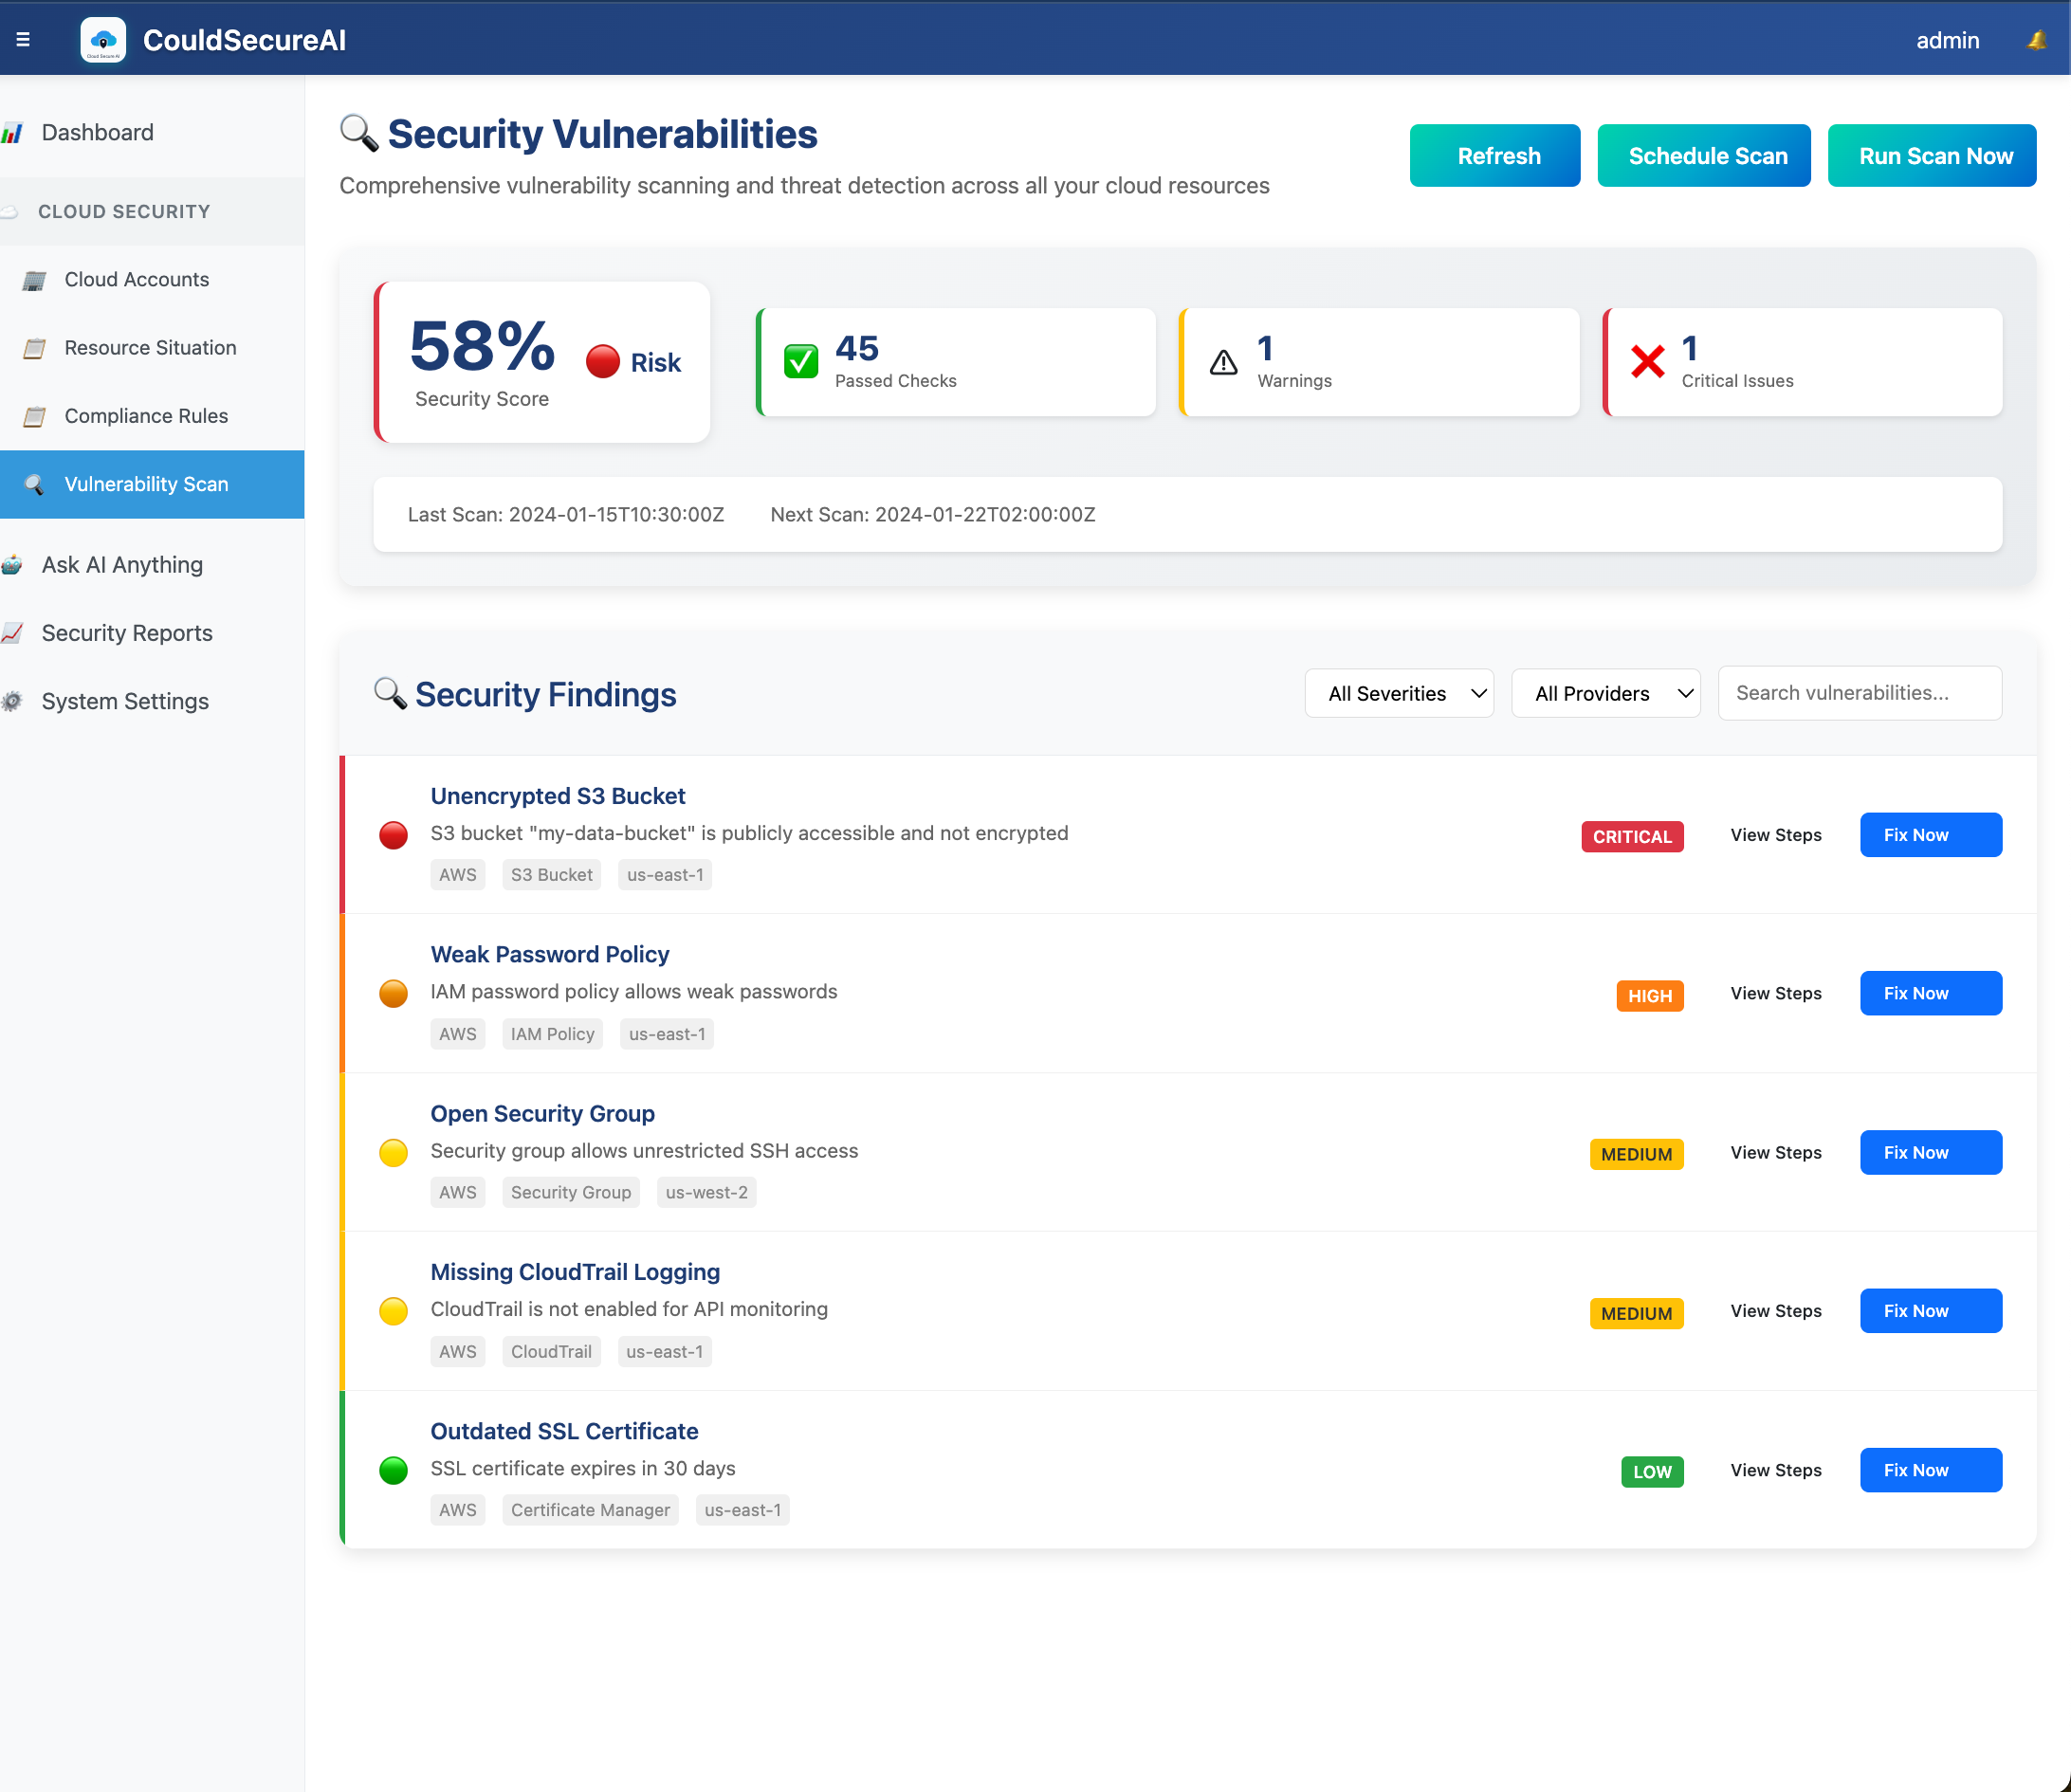 CouldSecureAI
admin
Dashboard
CLOUD SECURITY
Cloud Accounts
Resource Situation
Compliance Rules
Vulnerability Scan
Ask AI Anything
Security Reports
System Settings
Security Vulnerabilities
Comprehensive vulnerability scanning and threat detection across all your cloud resources
Refresh
Schedule Scan
Run Scan Now
58%
Risk
Security Score
45
Passed Checks
1
Warnings
1
Critical Issues
Last Scan: 2024-01-15T10:30:00Z Next Scan: 2024-01-22T02:00:00Z
Security Findings
All Severities
All Providers
Search vulnerabilities...
Unencrypted S3 Bucket
S3 bucket "my-data-bucket" is publicly accessible and not encrypted
AWS S3 Bucket us-east-1
CRITICAL View Steps Fix Now
Weak Password Policy
IAM password policy allows weak passwords
AWS IAM Policy us-east-1
HIGH View Steps Fix Now
Open Security Group
Security group allows unrestricted SSH access
AWS Security Group us-west-2
MEDIUM View Steps Fix Now
Missing CloudTrail Logging
CloudTrail is not enabled for API monitoring
AWS CloudTrail us-east-1
MEDIUM View Steps Fix Now
Outdated SSL Certificate
SSL certificate expires in 30 days
AWS Certificate Manager us-east-1
LOW View Steps Fix Now